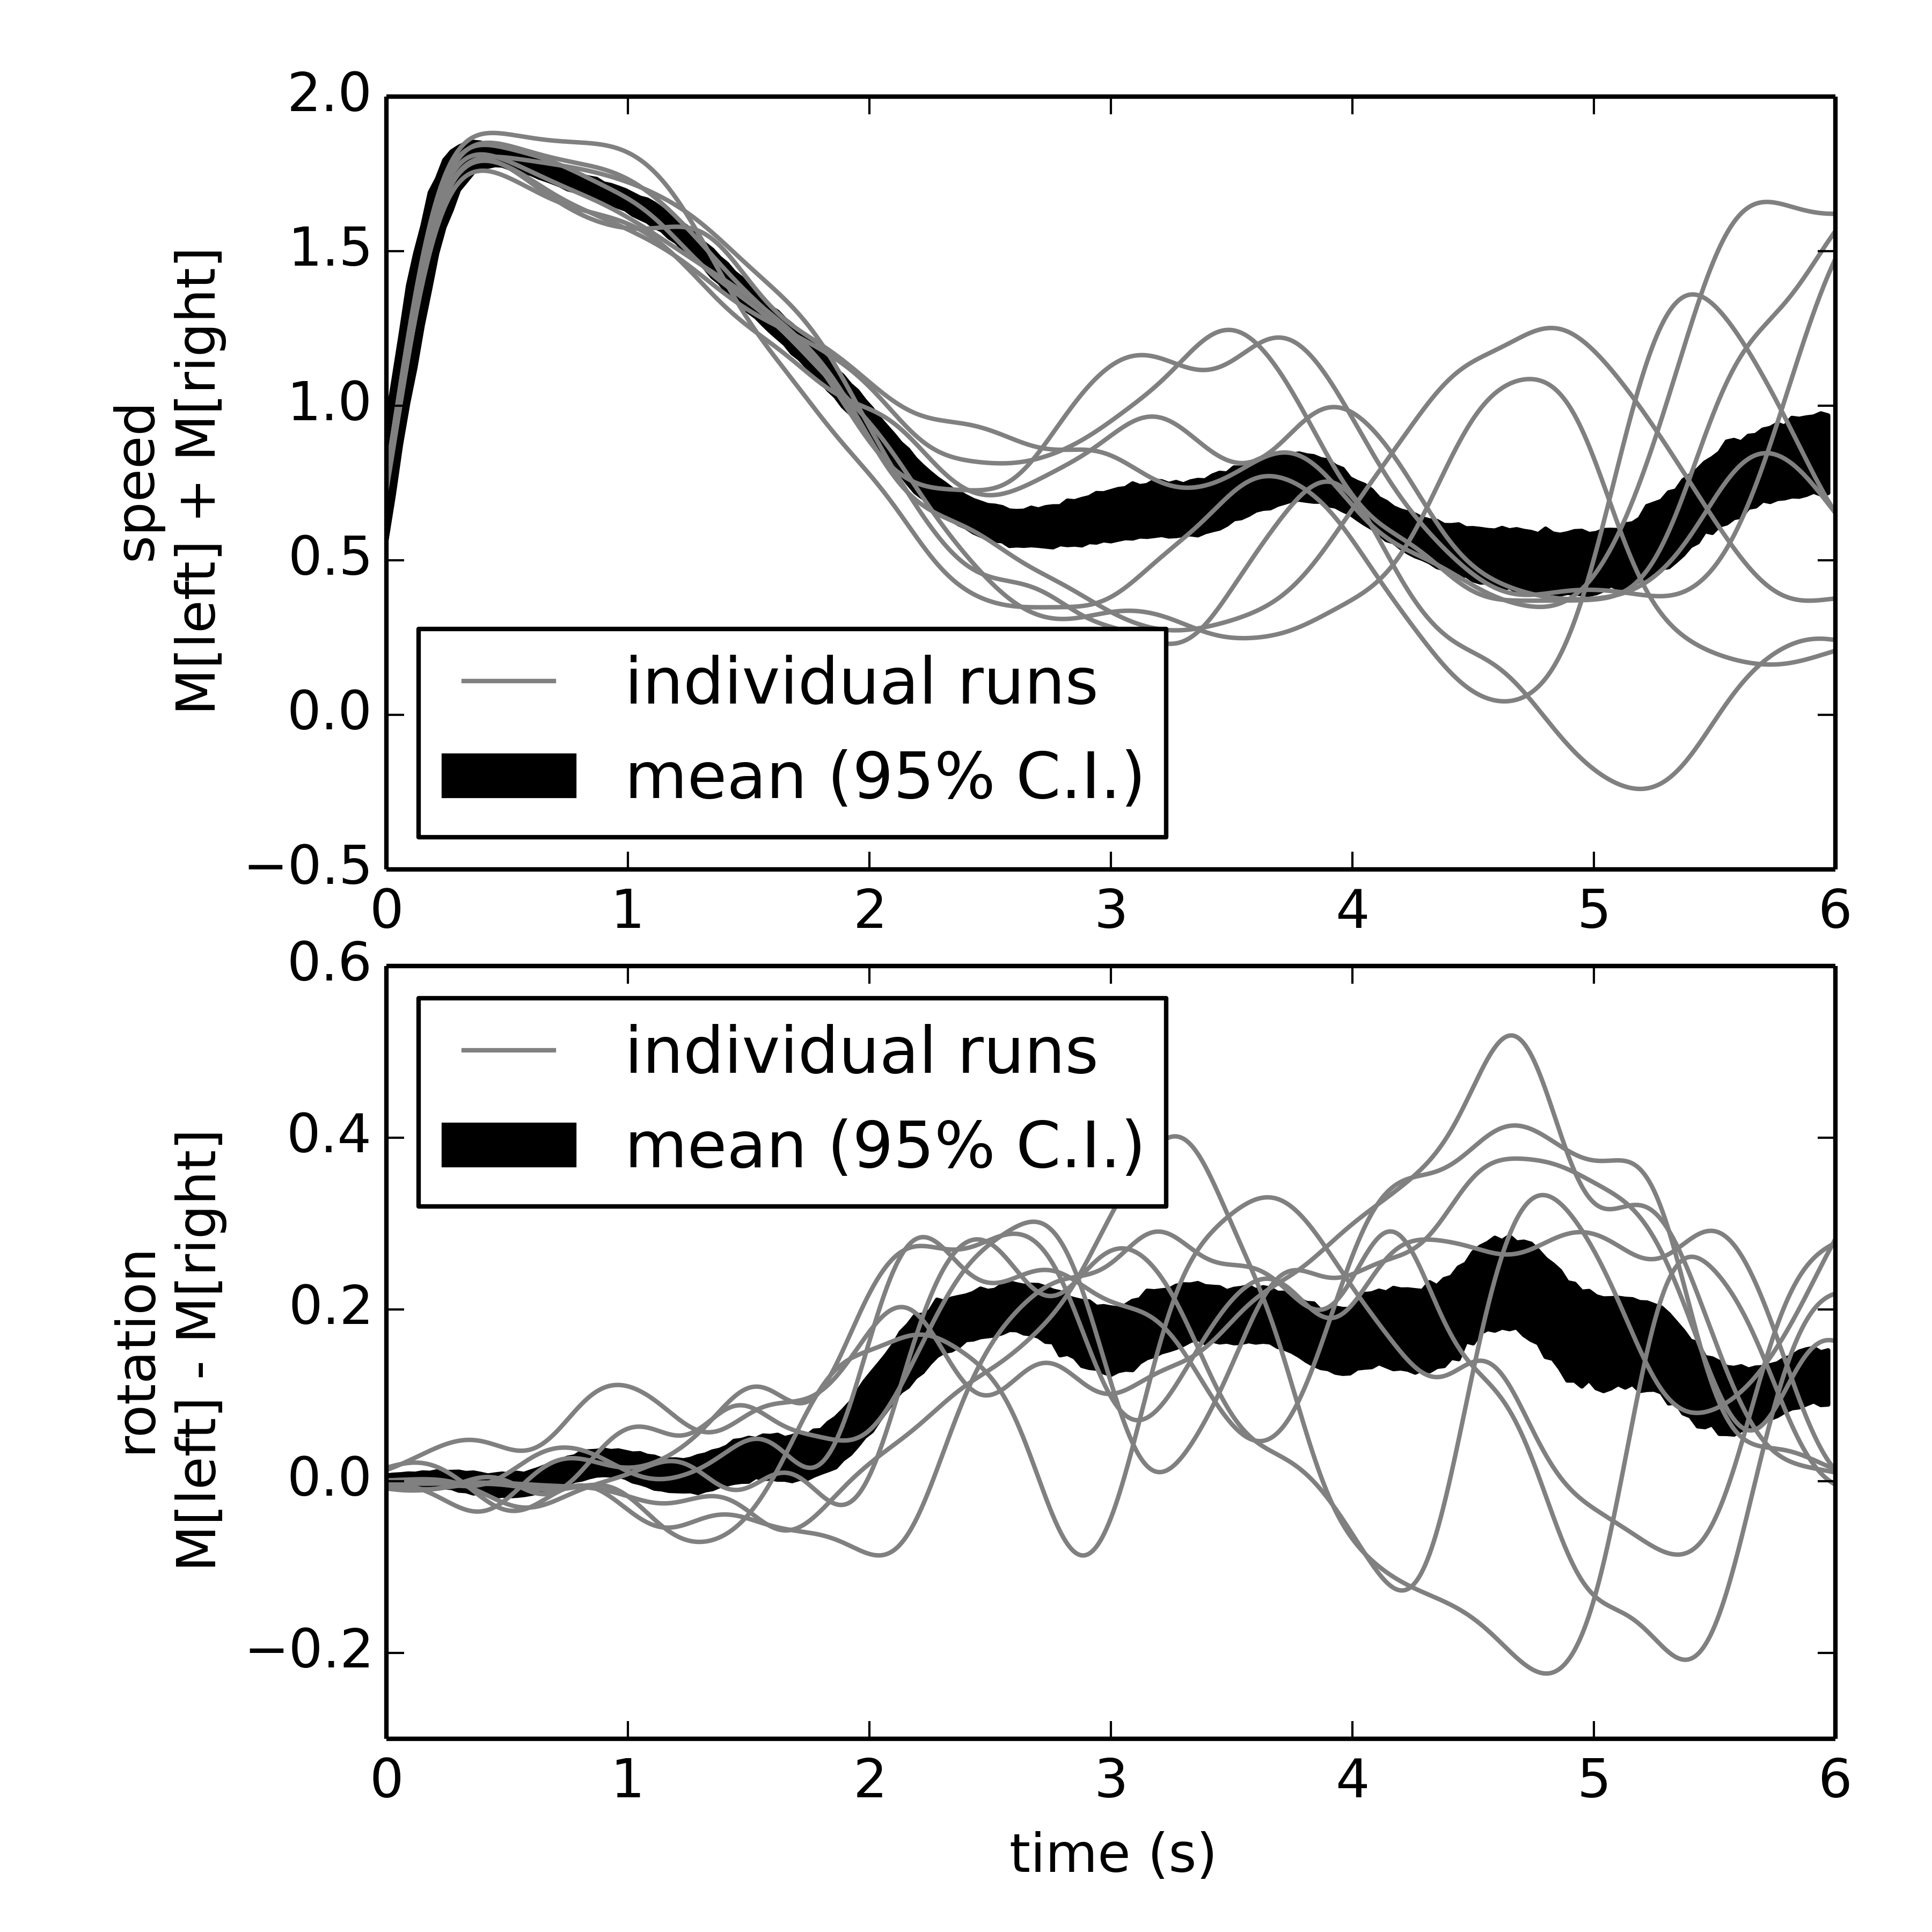 speed
M[left] + M[right]
2.0
1.5
1.0
0.5
0.0
−0.5
individual runs
mean (95% C.I.)
0 1 2 3 4 5 6
rotation
M[left] - M[right]
0.6
0.4
0.2
0.0
−0.2
individual runs
mean (95% C.I.)
0 1 2 3 4 5 6
time (s)